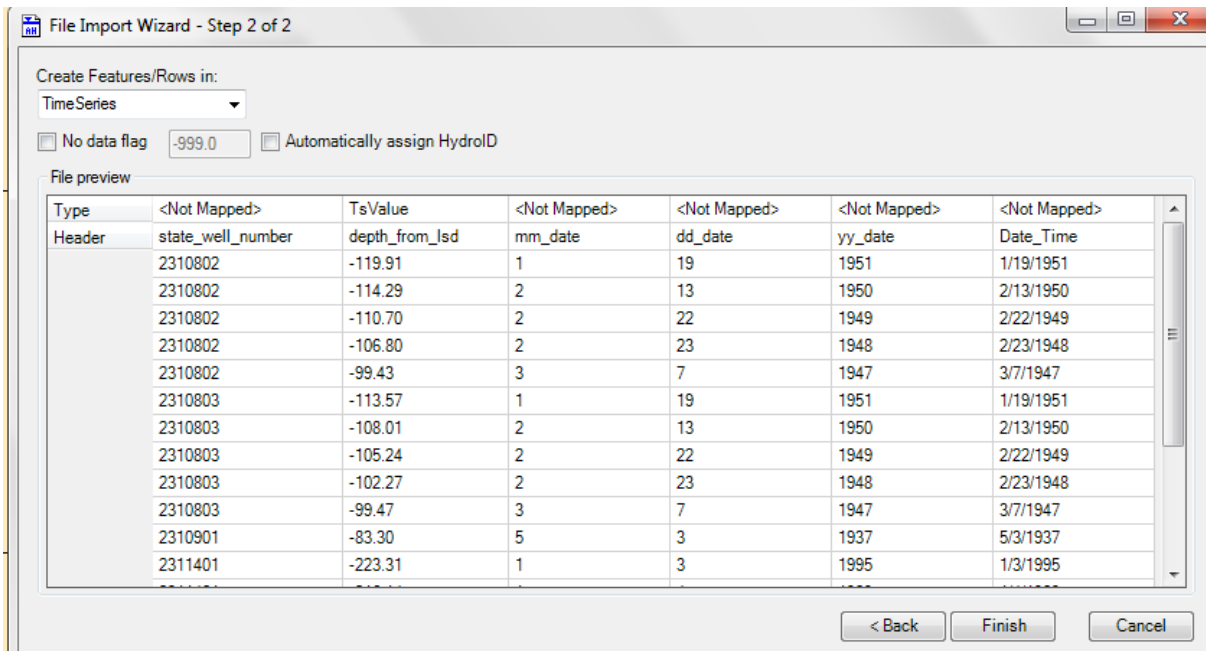 File Import Wizard - Step 2 of 2
Create Features/Rows in:
TimeSeries
No data flag -999.0 Automatically assign HydroID
File preview
Type <Not Mapped> TsValue <Not Mapped> <Not Mapped> <Not Mapped> <Not Mapped>
Header state_well_number depth_from_lsd mm_date dd_date yy_date Date_Time
2310802 -119.91 1 19 1951 1/19/1951
2310802 -114.29 2 13 1950 2/13/1950
2310802 -110.70 2 22 1949 2/22/1949
2310802 -106.80 2 23 1948 2/23/1948
2310802 -99.43 3 7 1947 3/7/1947
2310803 -113.57 1 19 1951 1/19/1951
2310803 -108.01 2 13 1950 2/13/1950
2310803 -105.24 2 22 1949 2/22/1949
2310803 -102.27 2 23 1948 2/23/1948
2310803 -99.47 3 7 1947 3/7/1947
2310901 -83.30 5 3 1937 5/3/1937
2311401 -223.31 1 3 1995 1/3/1995
< Back Finish Cancel